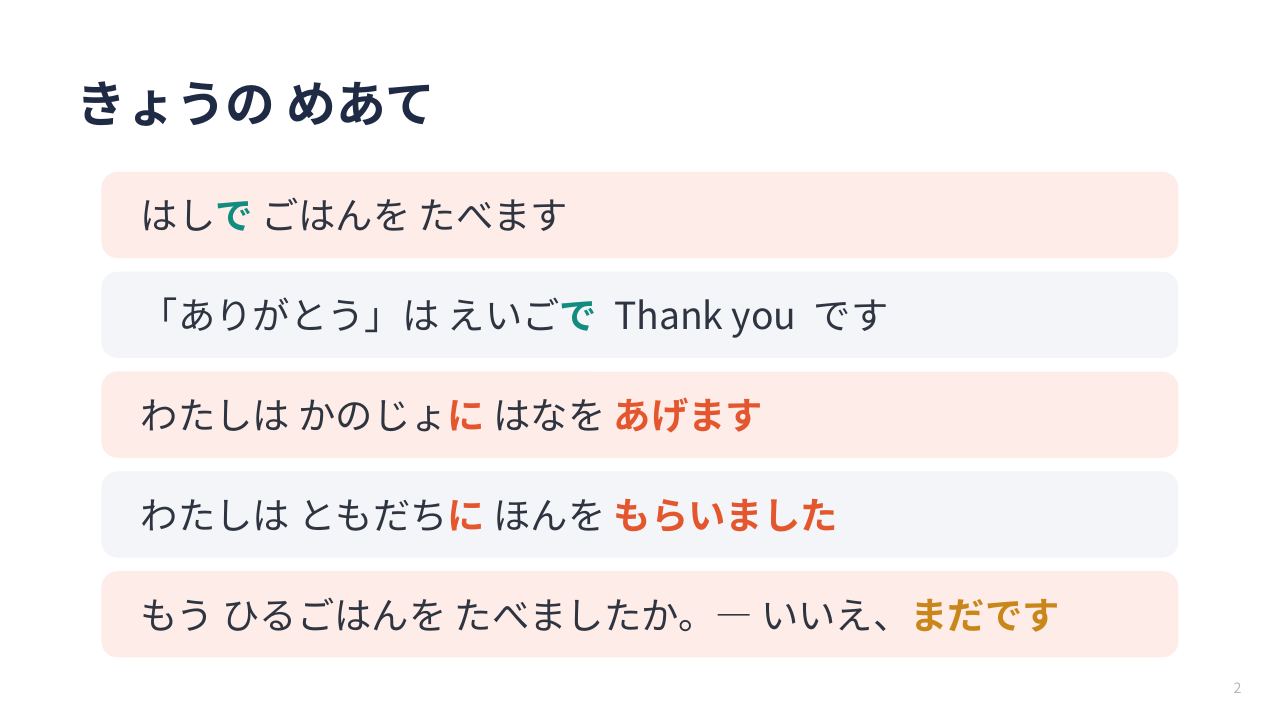 きょうの めあて
はしで ごはんを たべます
「ありがとう」は えいごで Thank you です
わたしは かのじょに はなを あげます
わたしは ともだちに ほんを もらいました
もう ひるごはんを たべましたか。― いいえ、まだです
2